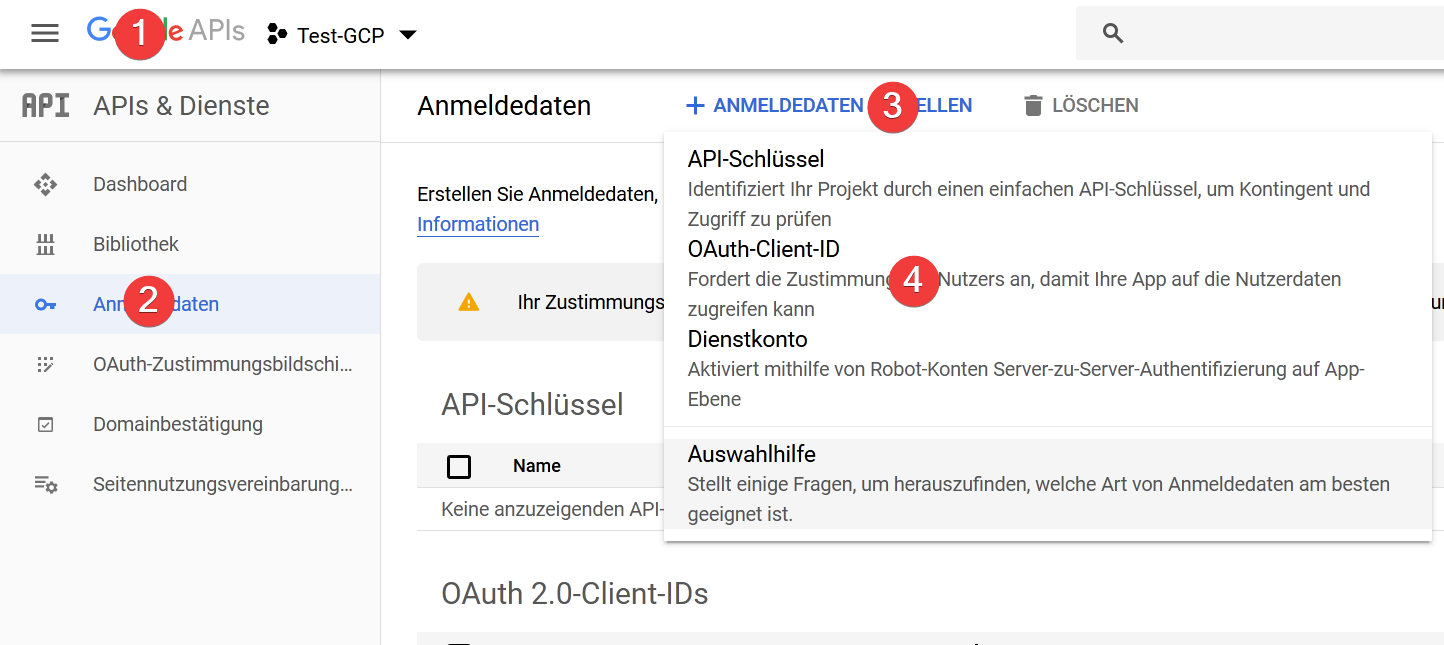 1
APIs
Test-GCP
API
APIs & Dienste
Dashboard
Bibliothek
2
OAuth-Zustimmungsbildschi...
Domainbestätigung
Seitennutzungsvereinbarung...
Anmeldedaten
+ ANMELDEDATEN
3
LÖSCHEN
Erstellen Sie Anmeldedaten,
Informationen
Ihr Zustimmungs
API-Schlüssel
Identifiziert Ihr Projekt durch einen einfachen API-Schlüssel, um Kontingent und
Zugriff zu prüfen
OAuth-Client-ID
Fordert die Zustimmung 4 Nutzers an, damit Ihre App auf die Nutzerdaten
zugreifen kann
Dienstkonto
Aktiviert mithilfe von Robot-Konten Server-zu-Server-Authentifizierung auf App-
Ebene
Auswahlhilfe
Stellt einige Fragen, um herauszufinden, welche Art von Anmeldedaten am besten
geeignet ist.
API-Schlüssel
Name
Keine anzuzeigenden API-
OAuth 2.0-Client-IDs